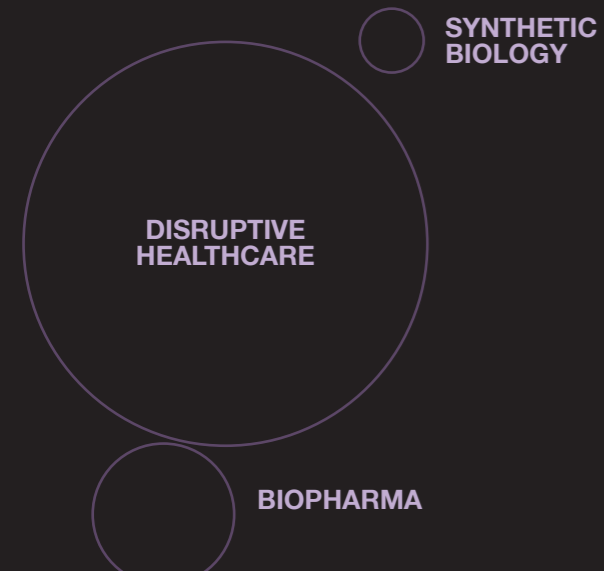 SYNTHETIC
BIOLOGY
DISRUPTIVE
HEALTHCARE
BIOPHARMA